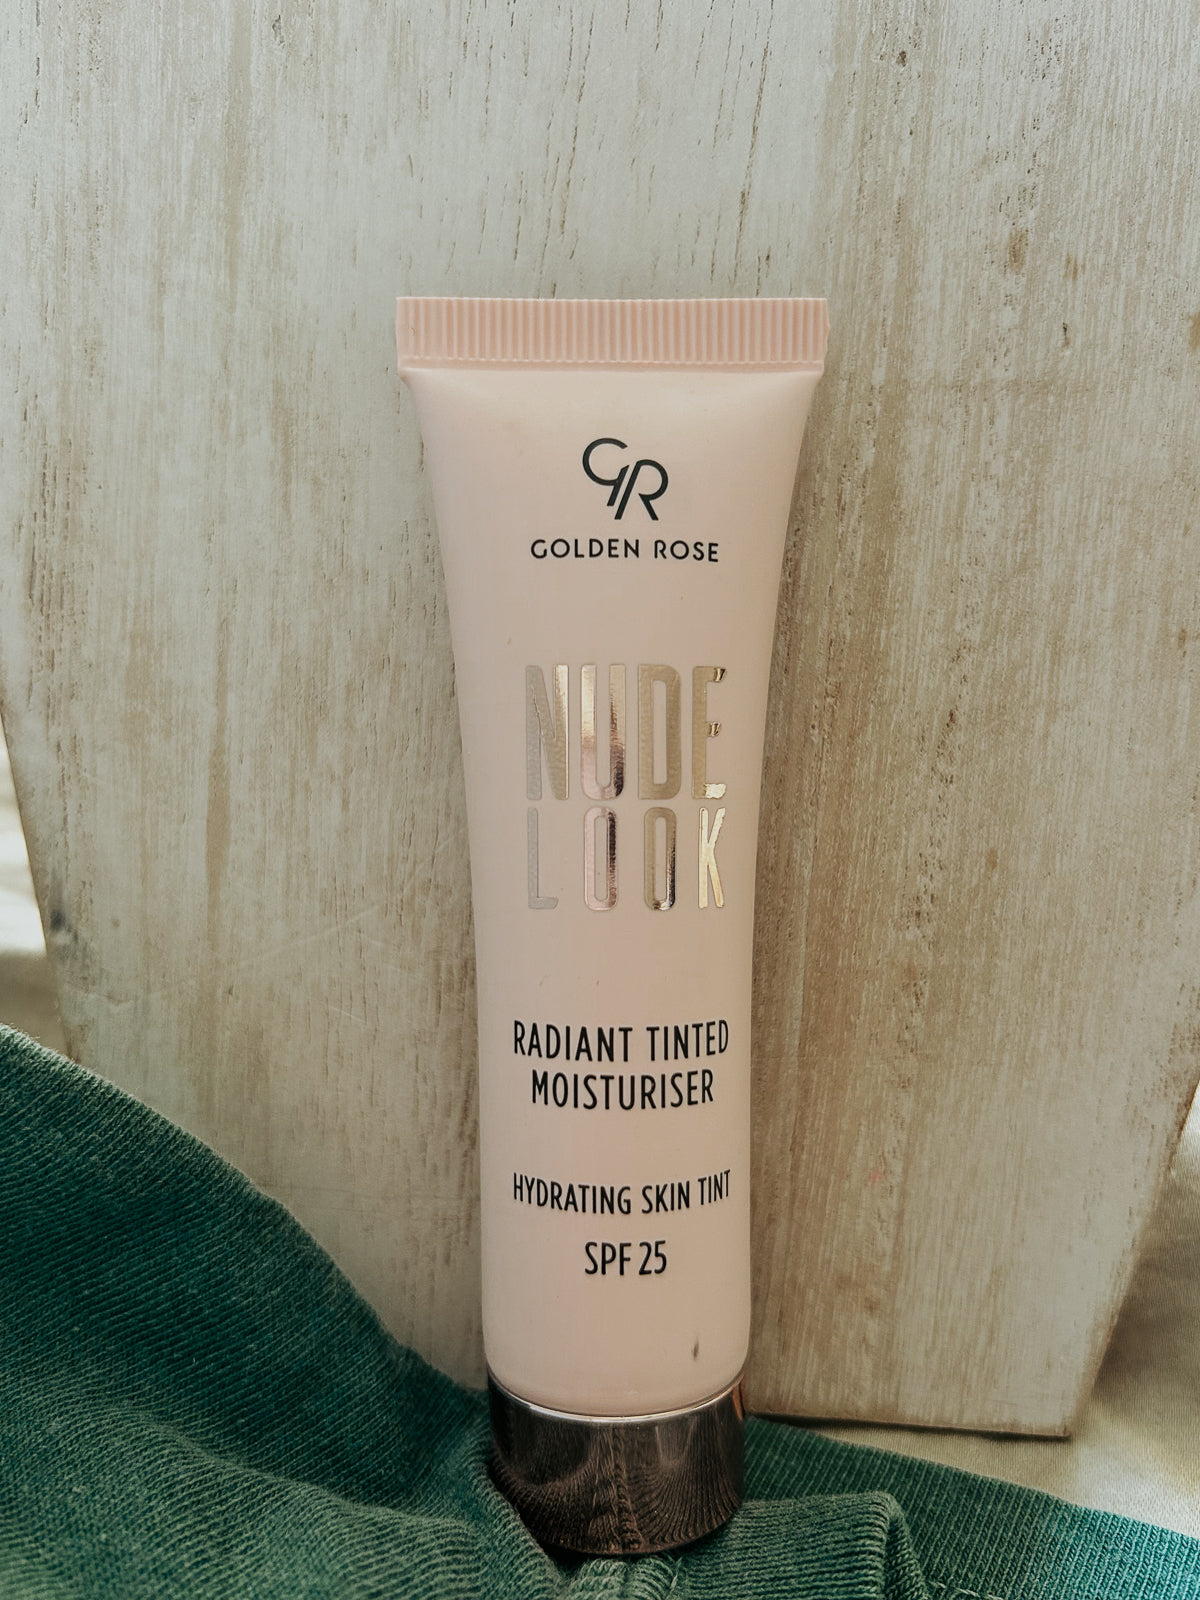 GR
GOLDEN ROSE
NUDE
LOOK
RADIANT TINTED
MOISTURISER
HYDRATING SKIN TINT
SPF 25